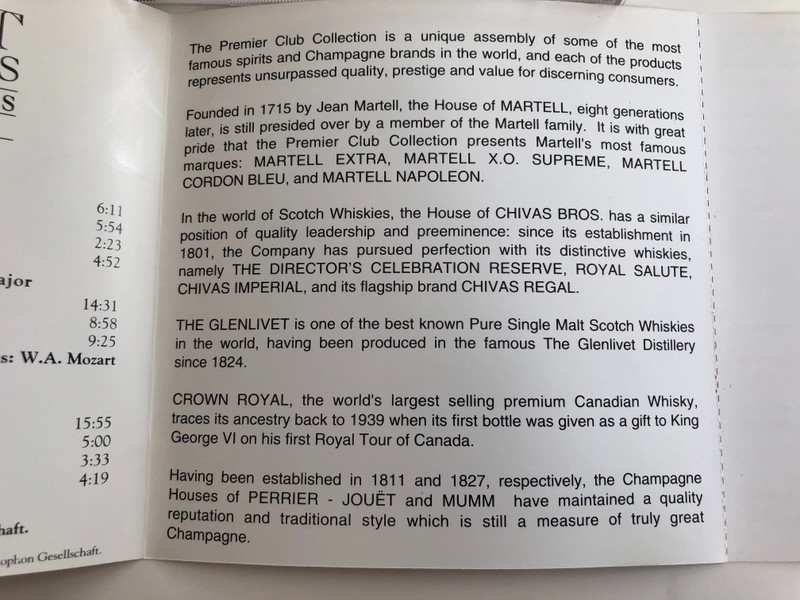 T
S
s
6:11
5:54
2:23
4:52
ajor
14:31
8:58
9:25
s: W.A. Mozart
15:55
5:00
3:33
4:19
haft.
ophon Gesellschaft.
The Premier Club Collection is a unique assembly of some of the most
famous spirits and Champagne brands in the world, and each of the products
represents unsurpassed quality, prestige and value for discerning consumers.
Founded in 1715 by Jean Martell, the House of MARTELL, eight generations
later, is still presided over by a member of the Martell family. It is with great
pride that the Premier Club Collection presents Martell's most famous
marques: MARTELL EXTRA, MARTELL X.O. SUPREME, MARTELL
CORDON BLEU, and MARTELL NAPOLEON.
In the world of Scotch Whiskies, the House of CHIVAS BROS. has a similar
position of quality leadership and preeminence: since its establishment in
1801, the Company has pursued perfection with its distinctive whiskies,
namely THE DIRECTOR'S CELEBRATION RESERVE, ROYAL SALUTE,
CHIVAS IMPERIAL, and its flagship brand CHIVAS REGAL.
THE GLENLIVET is one of the best known Pure Single Malt Scotch Whiskies
in the world, having been produced in the famous The Glenlivet Distillery
since 1824.
CROWN ROYAL, the world's largest selling premium Canadian Whisky,
traces its ancestry back to 1939 when its first bottle was given as a gift to King
George VI on his first Royal Tour of Canada.
Having been established in 1811 and 1827, respectively, the Champagne
Houses of PERRIER - JOUËT and MUMM have maintained a quality
reputation and traditional style which is still a measure of truly great
Champagne.